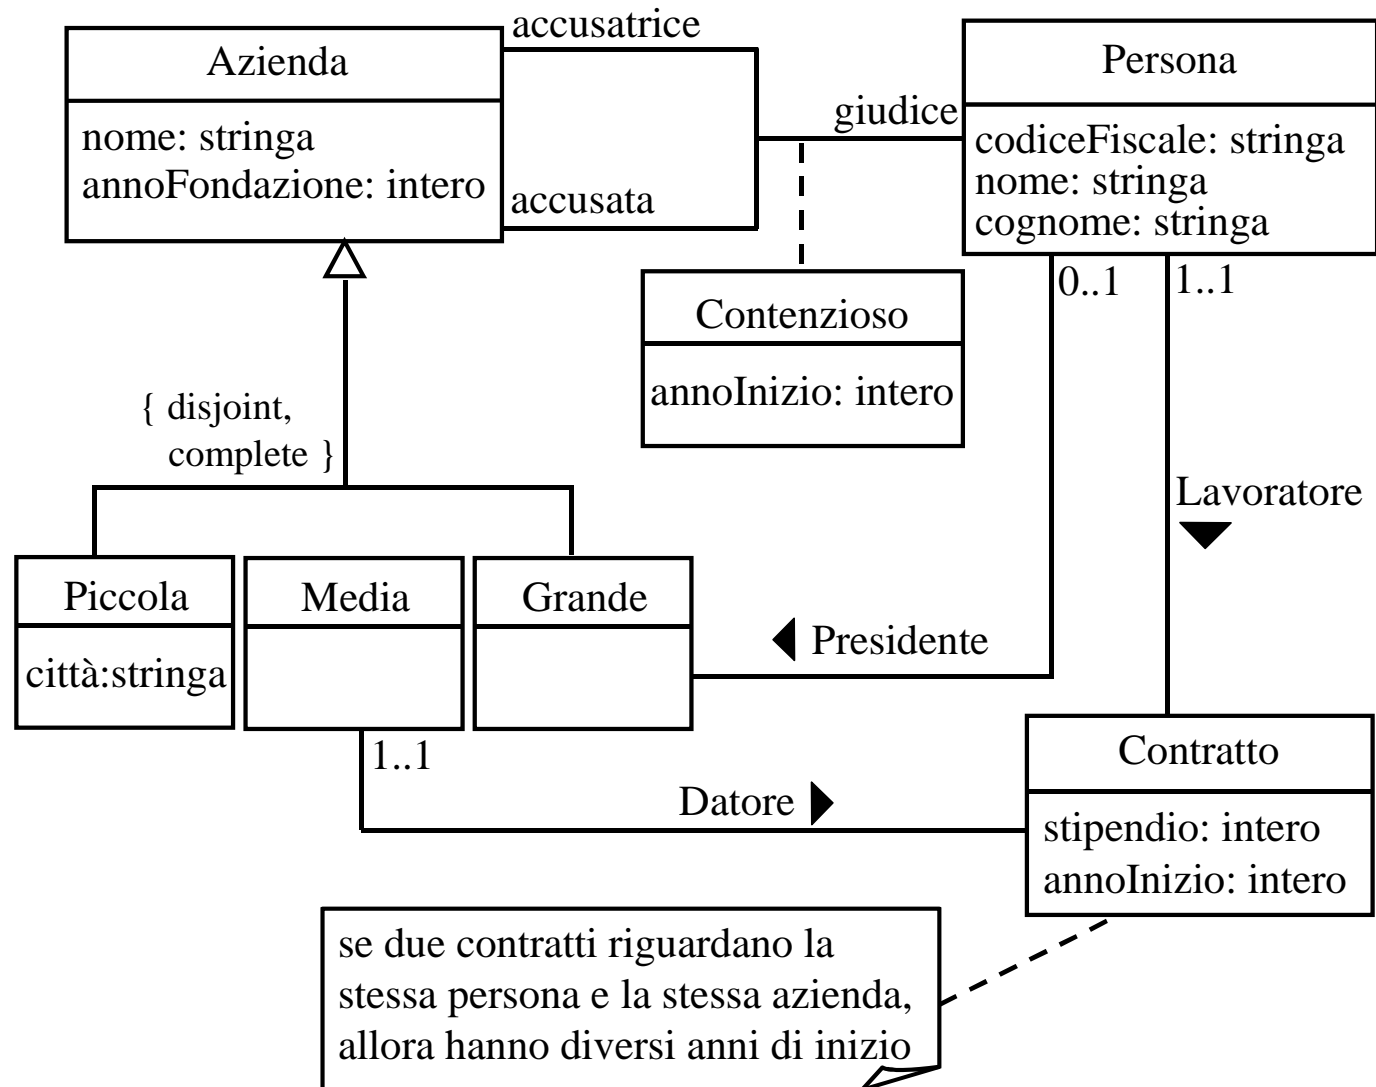 accusatrice
Azienda
Persona
nome: stringa
annoFondazione: intero
giudice
codiceFiscale: stringa
nome: stringa
cognome: stringa
accusata
0..1
1..1
Contenzioso
annoInizio: intero
{ disjoint,
complete }
Lavoratore
Piccola
Media
Grande
città:stringa
Presidente
1..1
Contratto
Datore
stipendio: intero
annoInizio: intero
se due contratti riguardano la
stessa persona e la stessa azienda,
allora hanno diversi anni di inizio